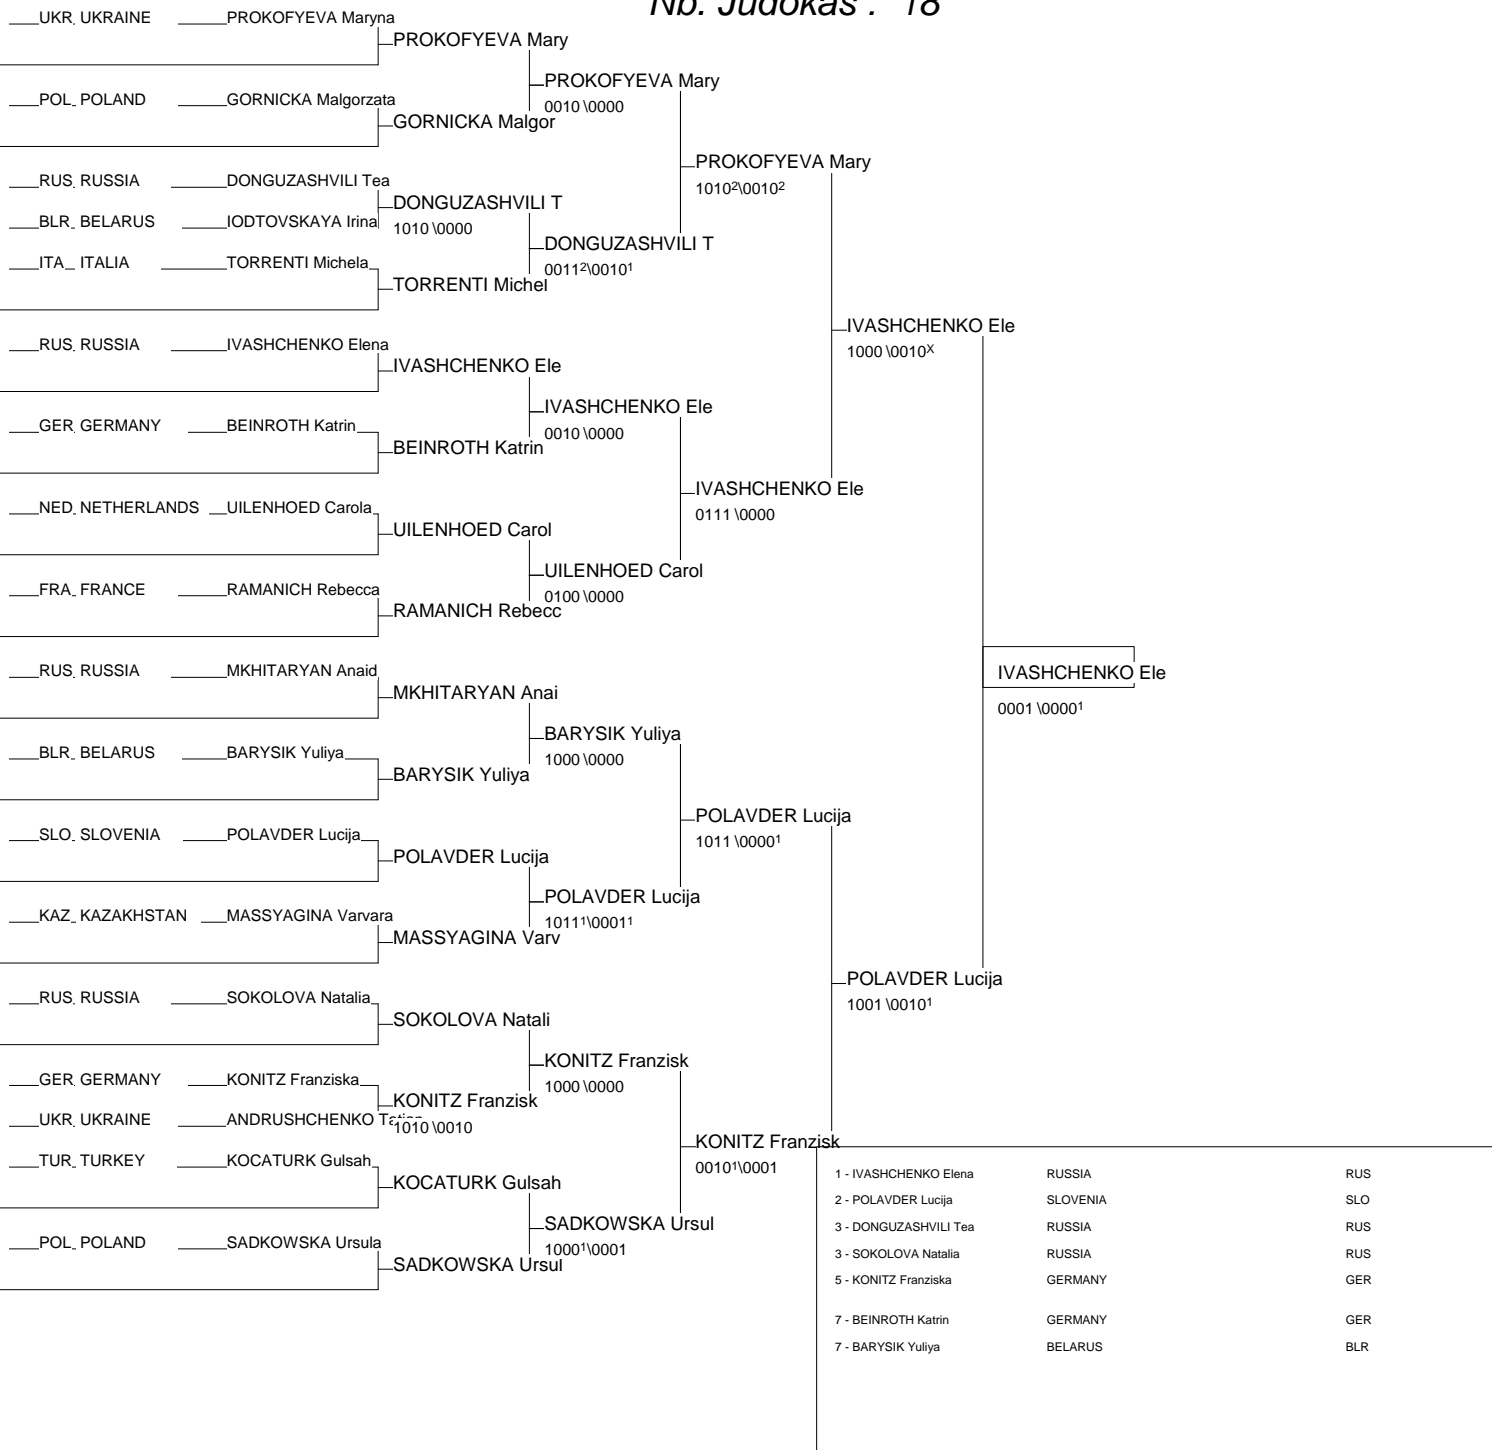 Nb. Judokas : 18
UKR UKRAINE PROKOFYEVA Maryna
PROKOFYEVA Mary
PROKOFYEVA Mary
POL POLAND GORNICKA Malgorzata
0010 \0000
GORNICKA Malgor
PROKOFYEVA Mary
RUS RUSSIA DONGUZASHVILI Tea
1010²\0010²
DONGUZASHVILI T
BLR BELARUS IODTOVSKAYA Irina
1010 \0000
DONGUZASHVILI T
ITA ITALIA TORRENTI Michela
0011²\0010¹
TORRENTI Michel
IVASHCHENKO Ele
RUS RUSSIA IVASHCHENKO Elena
1000 \0010X
IVASHCHENKO Ele
IVASHCHENKO Ele
GER GERMANY BEINROTH Katrin
0010 \0000
BEINROTH Katrin
IVASHCHENKO Ele
NED NETHERLANDS UILENHOED Carola
0111 \0000
UILENHOED Carol
UILENHOED Carol
FRA FRANCE RAMANICH Rebecca
0100 \0000
RAMANICH Rebecc
RUS RUSSIA MKHITARYAN Anaid
IVASHCHENKO Ele
MKHITARYAN Anai
0001 \0000¹
BARYSIK Yuliya
BLR BELARUS BARYSIK Yuliya
1000 \0000
BARYSIK Yuliya
POLAVDER Lucija
SLO SLOVENIA POLAVDER Lucija
1011 \0000¹
POLAVDER Lucija
POLAVDER Lucija
KAZ KAZAKHSTAN MASSYAGINA Varvara
1011¹\0001¹
MASSYAGINA Varv
POLAVDER Lucija
RUS RUSSIA SOKOLOVA Natalia
1001 \0010¹
SOKOLOVA Natali
KONITZ Franzisk
GER GERMANY KONITZ Franziska
1000 \0000
KONITZ Franzisk
UKR UKRAINE ANDRUSHCHENKO
1010 \0010
KONITZ Franzisk
TUR TURKEY KOCATURK Gulsah
0010¹\0001
KOCATURK Gulsah
SADKOWSKA Ursul
POL POLAND SADKOWSKA Ursula
1000¹\0001
SADKOWSKA Ursul
1 - IVASHCHENKO Elena RUSSIA RUS
2 - POLAVDER Lucija SLOVENIA SLO
3 - DONGUZASHVILI Tea RUSSIA RUS
3 - SOKOLOVA Natalia RUSSIA RUS
5 - KONITZ Franziska GERMANY GER
7 - BEINROTH Katrin GERMANY GER
7 - BARYSIK Yuliya BELARUS BLR